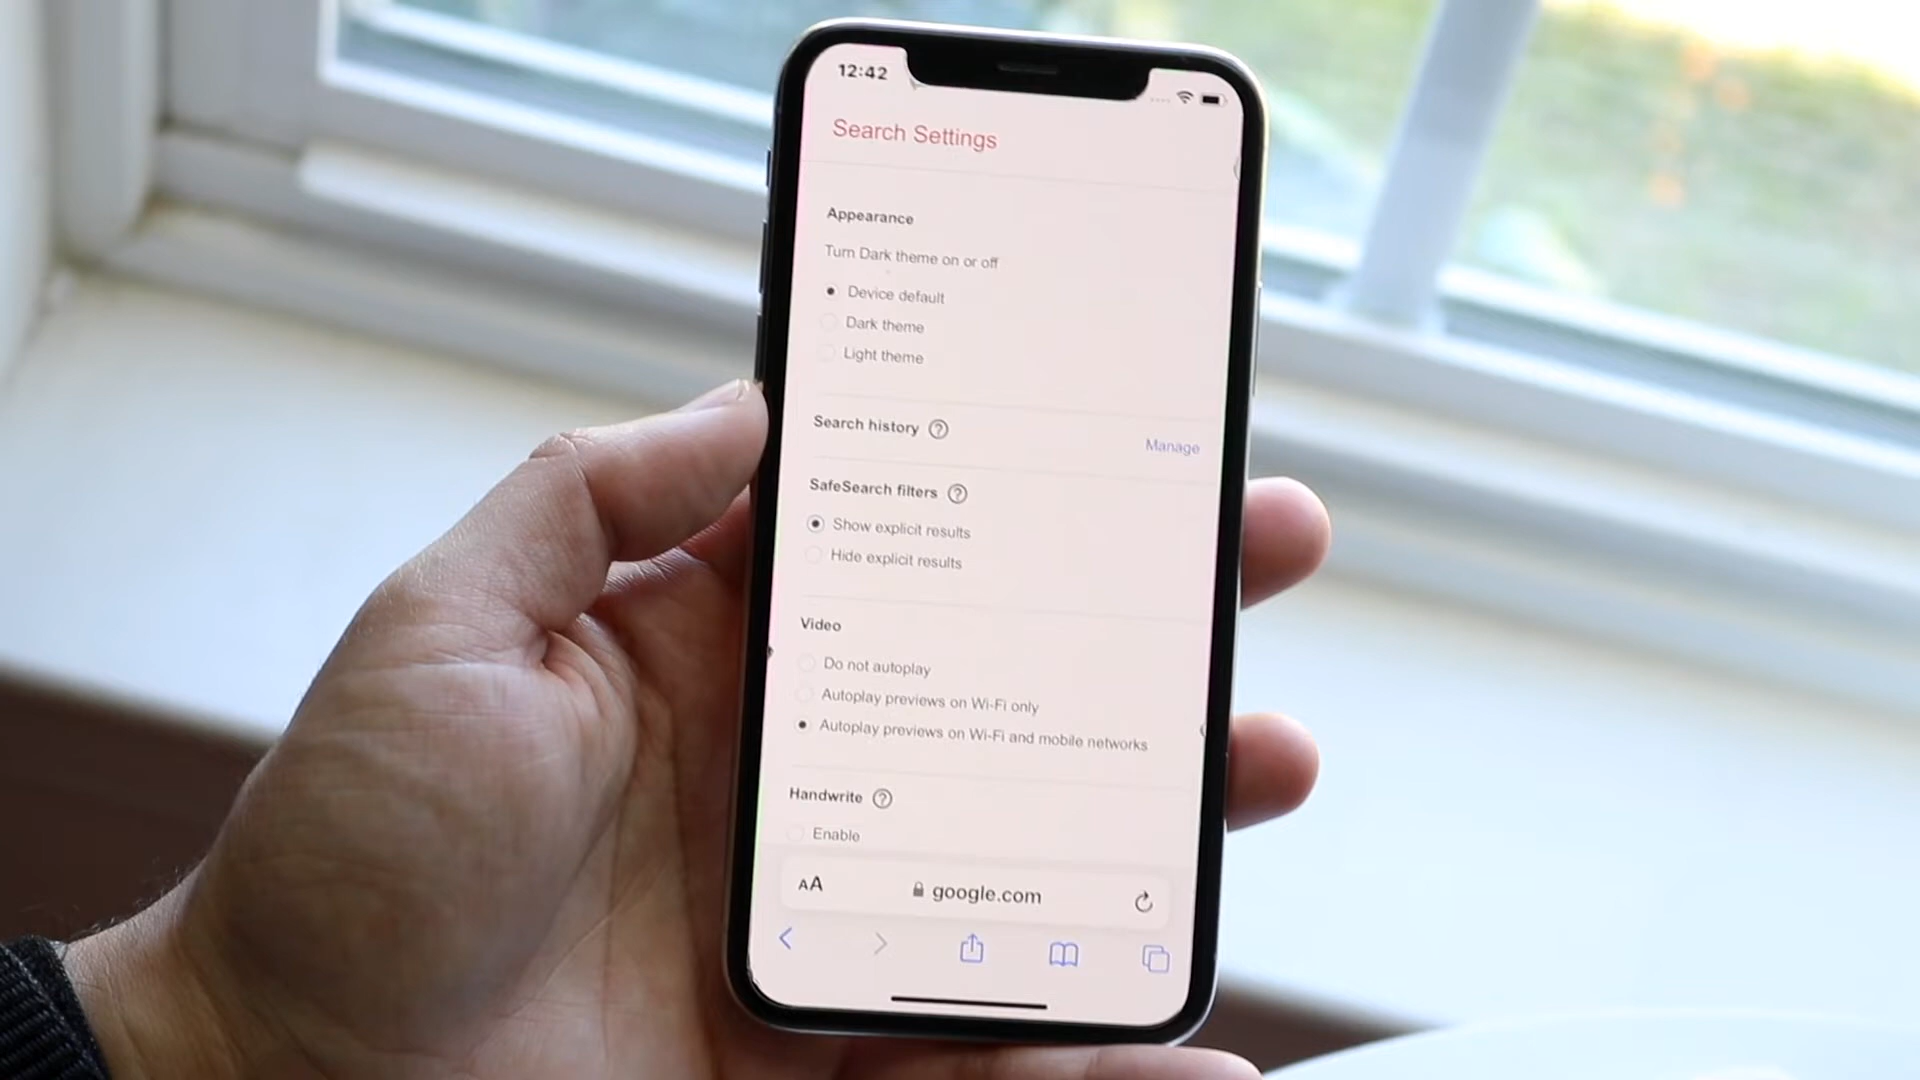 12:42
Search Settings
Appearance
Turn Dark theme on or off
Device default
Dark theme
Light theme
Search history ?
Manage
SafeSearch filters ?
Show explicit results
Hide explicit results
Video
Do not autoplay
Autoplay previews on Wi-Fi only
Autoplay previews on Wi-Fi and mobile networks
Handwrite ?
Enable
AA google.com